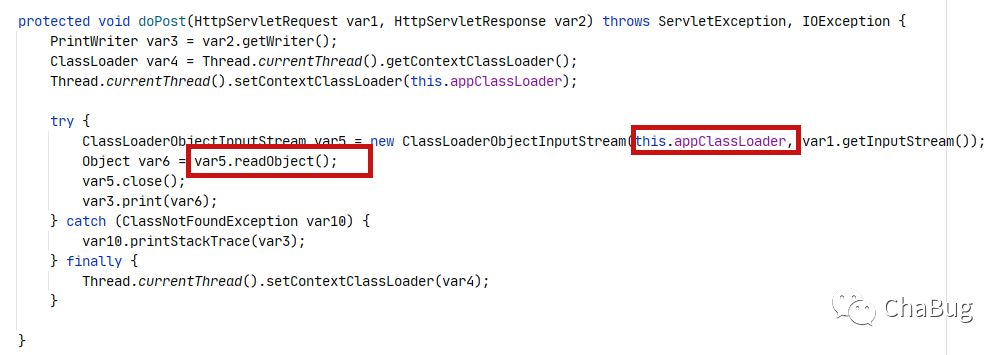 protected void doPost(HttpServletRequest var1, HttpServletResponse var2) throws ServletException, IOException {
    PrintWriter var3 = var2.getWriter();
    ClassLoader var4 = Thread.currentThread().getContextClassLoader();
    Thread.currentThread().setContextClassLoader(this.appClassLoader);

    try {
        ClassLoaderObjectInputStream var5 = new ClassLoaderObjectInputStream(this.appClassLoader, var1.getInputStream());
        Object var6 = var5.readObject();
        var5.close();
        var3.print(var6);
    } catch (ClassNotFoundException var10) {
        var10.printStackTrace(var3);
    } finally {
        Thread.currentThread().setContextClassLoader(var4);
    }

}
ChaBug